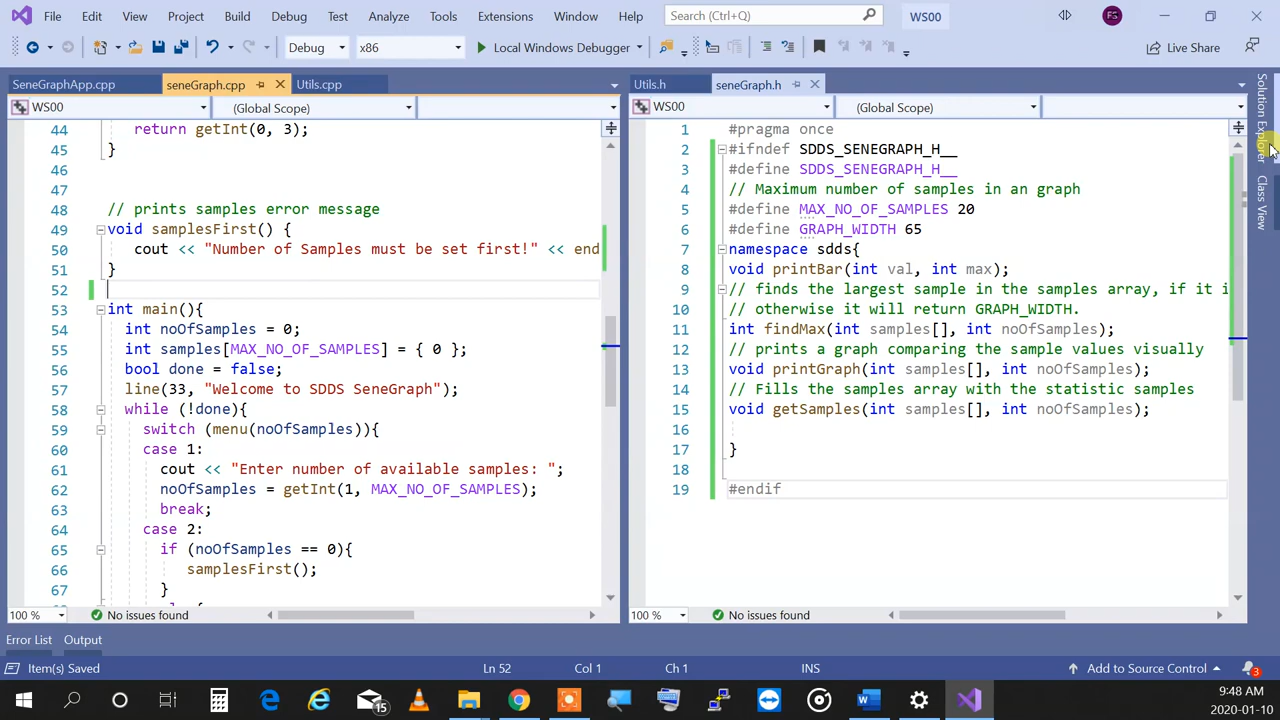 File Edit View Project Build Debug Test Analyze Tools Extensions Window Help Search (Ctrl+Q) WS00 FS
Debug x86 Local Windows Debugger Live Share
SeneGraphApp.cpp seneGraph.cpp Utils.cpp Utils.h seneGraph.h
WS00 (Global Scope) WS00 (Global Scope)
44 return getInt(0, 3);
45 }
46
47
48 // prints samples error message
49 void samplesFirst() {
50 cout << "Number of Samples must be set first!" << end
51 }
52
53 int main(){
54 int noOfSamples = 0;
55 int samples[MAX_NO_OF_SAMPLES] = { 0 };
56 bool done = false;
57 line(33, "Welcome to SDDS SeneGraph");
58 while (!done){
59 switch (menu(noOfSamples)){
60 case 1:
61 cout << "Enter number of available samples: ";
62 noOfSamples = getInt(1, MAX_NO_OF_SAMPLES);
63 break;
64 case 2:
65 if (noOfSamples == 0){
66 samplesFirst();
67 }
1 #pragma once
2 #ifndef SDDS_SENEGRAPH_H__
3 #define SDDS_SENEGRAPH_H__
4 // Maximum number of samples in an graph
5 #define MAX_NO_OF_SAMPLES 20
6 #define GRAPH_WIDTH 65
7 namespace sdds{
8 void printBar(int val, int max);
9 // finds the largest sample in the samples array, if it i
10 // otherwise it will return GRAPH_WIDTH.
11 int findMax(int samples[], int noOfSamples);
12 // prints a graph comparing the sample values visually
13 void printGraph(int samples[], int noOfSamples);
14 // Fills the samples array with the statistic samples
15 void getSamples(int samples[], int noOfSamples);
16
17 }
18
19 #endif
Solution Explorer
Class View
100 % No issues found 100 % No issues found
Error List Output
Item(s) Saved Ln 52 Col 1 Ch 1 INS Add to Source Control 3
15
9:48 AM
2020-01-10